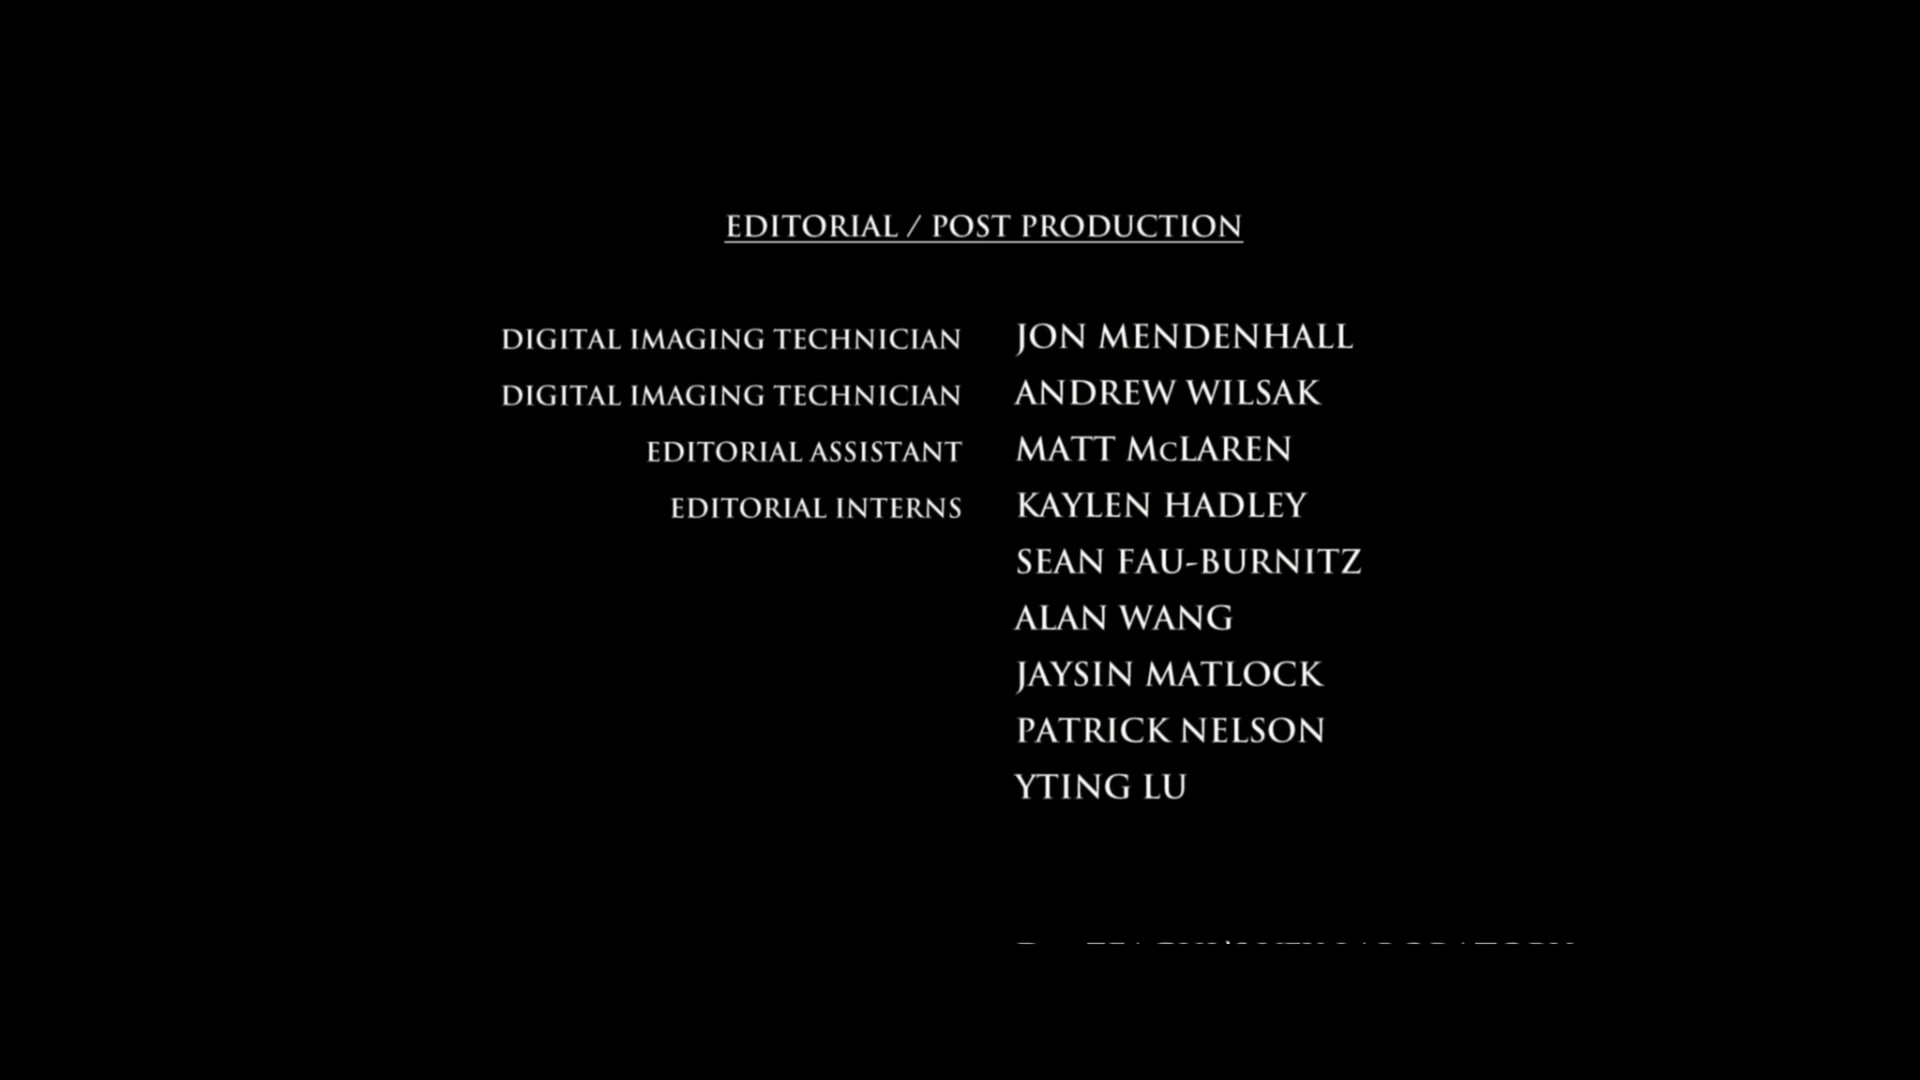 EDITORIAL / POST PRODUCTION
DIGITAL IMAGING TECHNICIAN JON MENDENHALL
DIGITAL IMAGING TECHNICIAN ANDREW WILSAK
EDITORIAL ASSISTANT MATT McLAREN
EDITORIAL INTERNS KAYLEN HADLEY
SEAN FAU-BURNITZ
ALAN WANG
JAYSIN MATLOCK
PATRICK NELSON
YTING LU